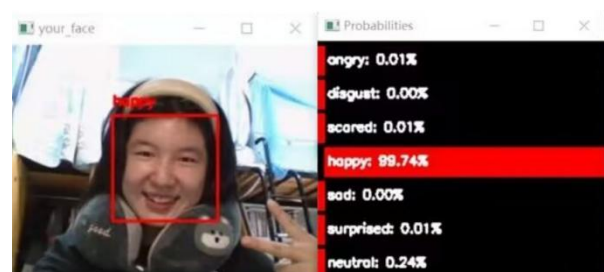 your_face
Probabilities
happy
angry: 0.01%
disgust: 0.00%
scared: 0.01%
happy: 99.74%
sad: 0.00%
surprised: 0.01%
neutral: 0.24%